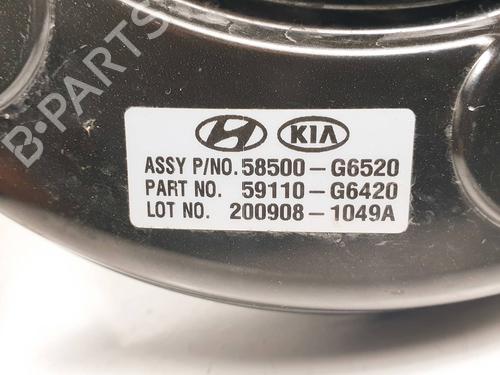 B-PARTS
KIA
ASSY P/NO. 58500-G6520
PART NO. 59110-G6420
LOT NO. 200908-1049A